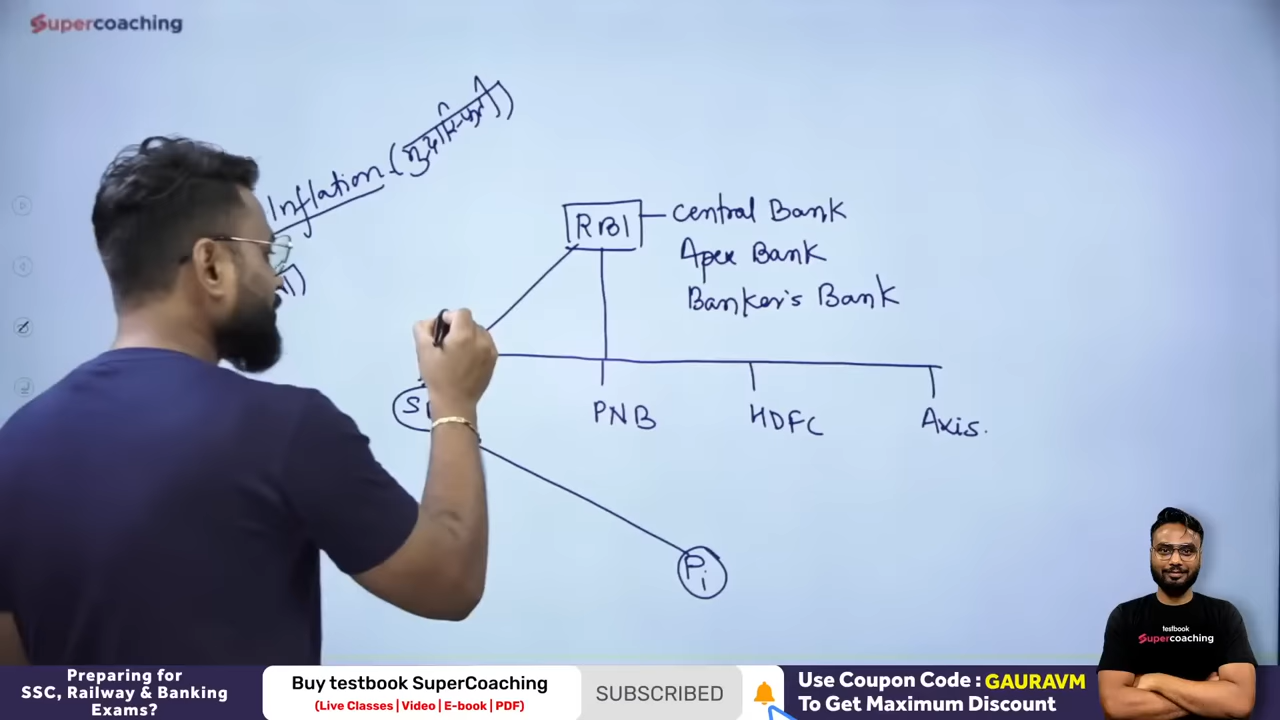 Supercoaching
Inflation (मुद्रास्फीति)
RBI
Central Bank
Apex Bank
Banker's Bank
PNB
HDFC
Axis.
Pi
Preparing for
SSC, Railway & Banking
Exams?
Buy testbook SuperCoaching
(Live Classes | Video | E-book | PDF)
SUBSCRIBED
Use Coupon Code : GAURAVM
To Get Maximum Discount
testbook
Supercoaching